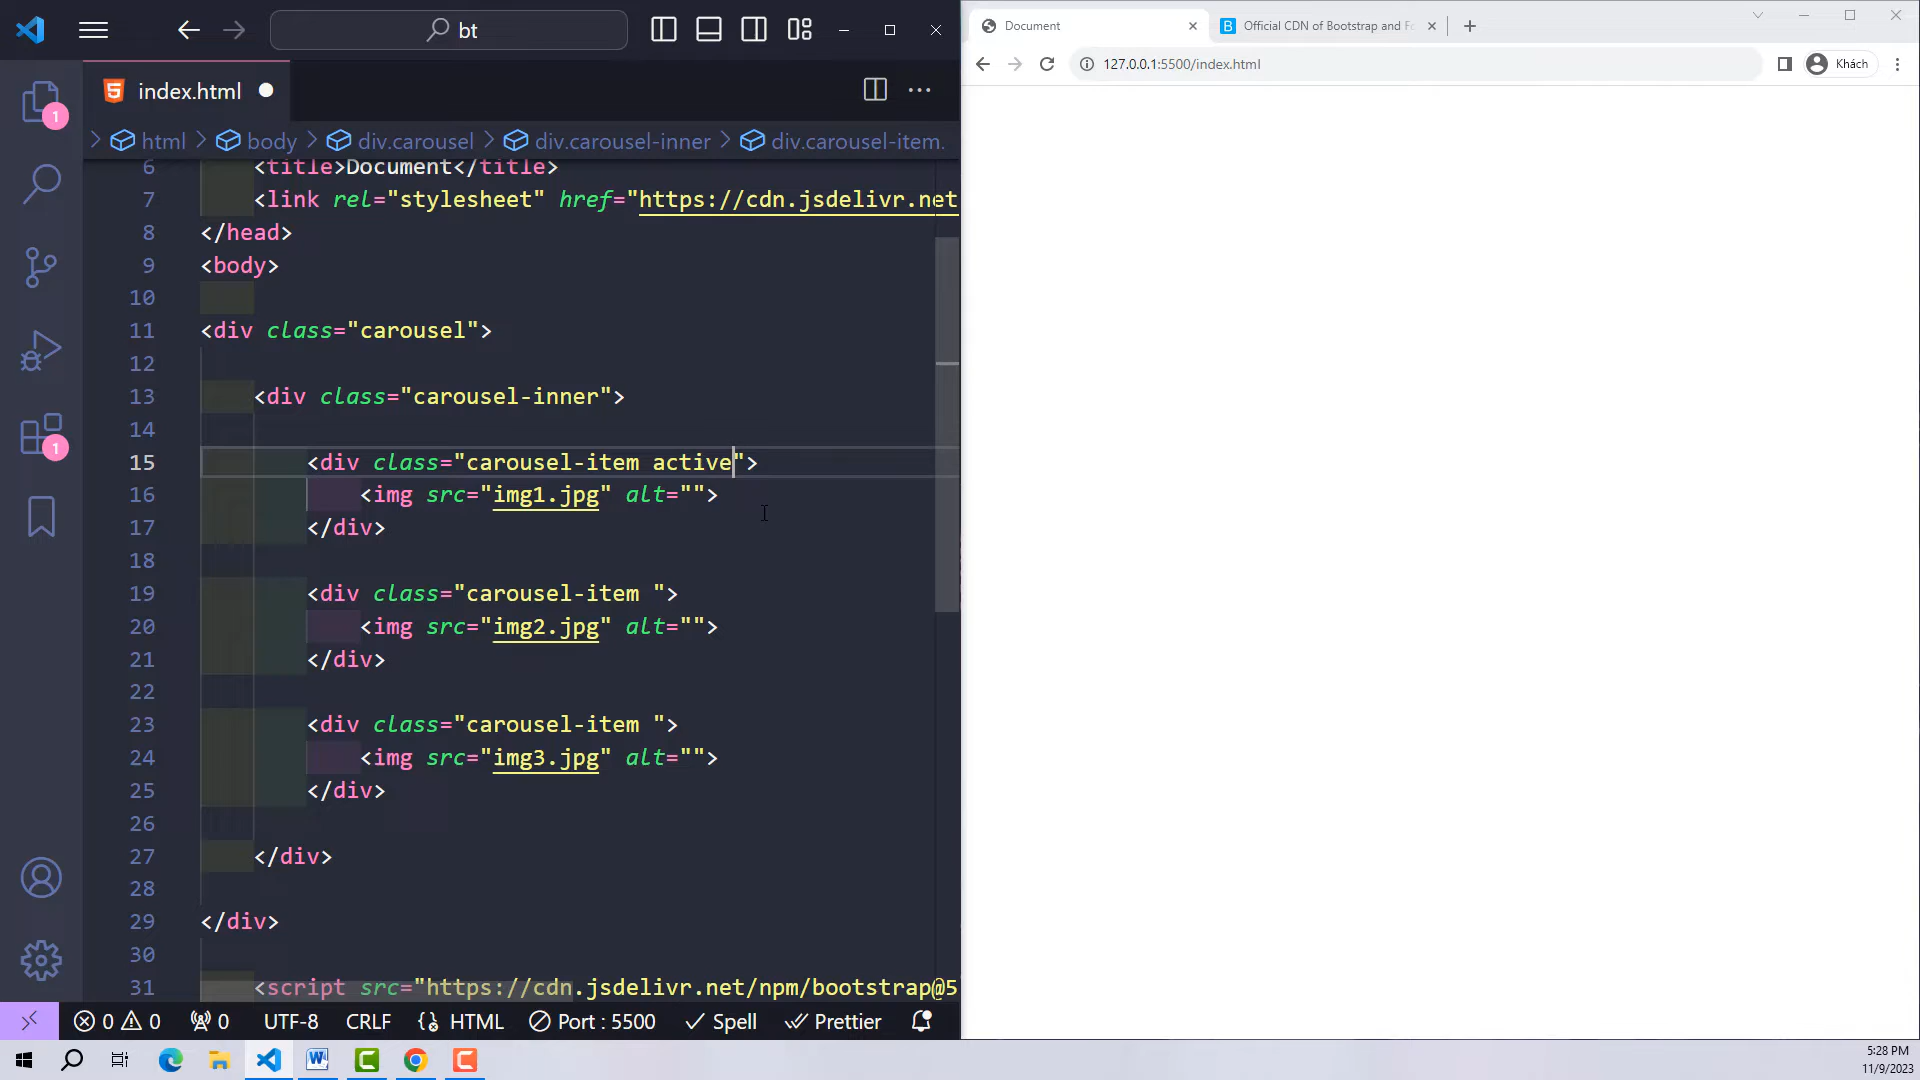 bt
index.html
html
body
div.carousel
div.carousel-inner
div.carousel-item.
6 <title>Document</title>
7 <link rel="stylesheet" href="https://cdn.jsdelivr.net
8 </head>
9 <body>
10
11 <div class="carousel">
12
13 <div class="carousel-inner">
14
15 <div class="carousel-item active">
16 <img src="img1.jpg" alt="">
17 </div>
18
19 <div class="carousel-item ">
20 <img src="img2.jpg" alt="">
21 </div>
22
23 <div class="carousel-item ">
24 <img src="img3.jpg" alt="">
25 </div>
26
27 </div>
28
29 </div>
30
31 <script src="https://cdn.jsdelivr.net/npm/bootstrap@5
1
1
0 0 0 UTF-8 CRLF HTML Port : 5500 Spell Prettier
Document
Official CDN of Bootstrap and Fo
127.0.0.1:5500/index.html
Khách
5:28 PM
11/9/2023